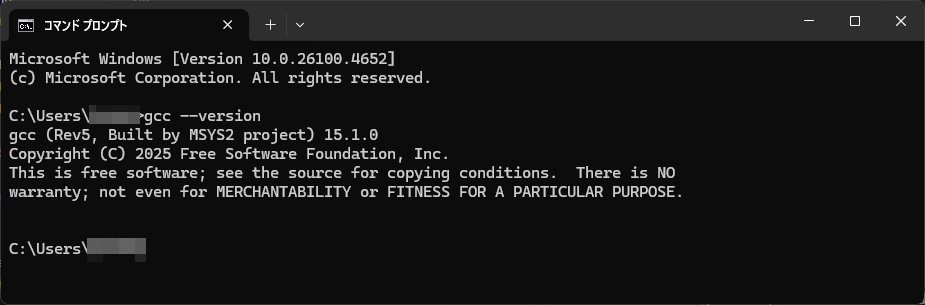 コマンド プロンプト
Microsoft Windows [Version 10.0.26100.4652]
(c) Microsoft Corporation. All rights reserved.
C:\Users\>gcc --version
gcc (Rev5, Built by MSYS2 project) 15.1.0
Copyright (C) 2025 Free Software Foundation, Inc.
This is free software; see the source for copying conditions.  There is NO
warranty; not even for MERCHANTABILITY or FITNESS FOR A PARTICULAR PURPOSE.
C:\Users\